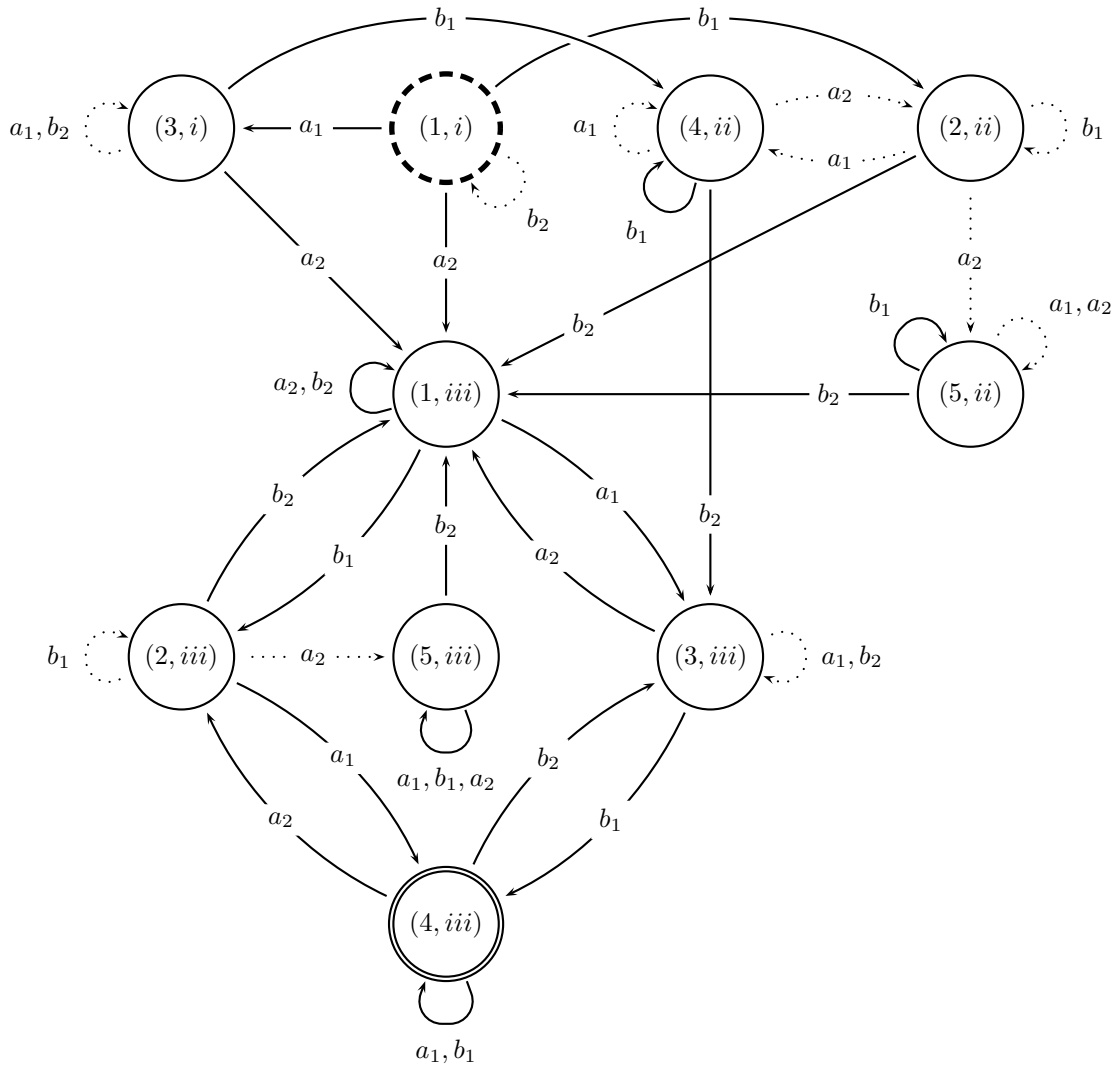 b₁ b₁
a₁, b₂ (3, i) a₁ (1, i) a₁ (4, ii) a₂ (2, ii) b₁
a₁
b₂
b₁
a₂ a₂ a₂
b₁ a₁, a₂
b₂
a₂, b₂ (1, iii) b₂ (5, ii)
b₂ a₁
b₂ b₂
b₁ a₂
b₁ (2, iii) a₂ (5, iii) (3, iii) a₁, b₂
a₁ b₂
a₁, b₁, a₂
a₂ b₁
(4, iii)
a₁, b₁